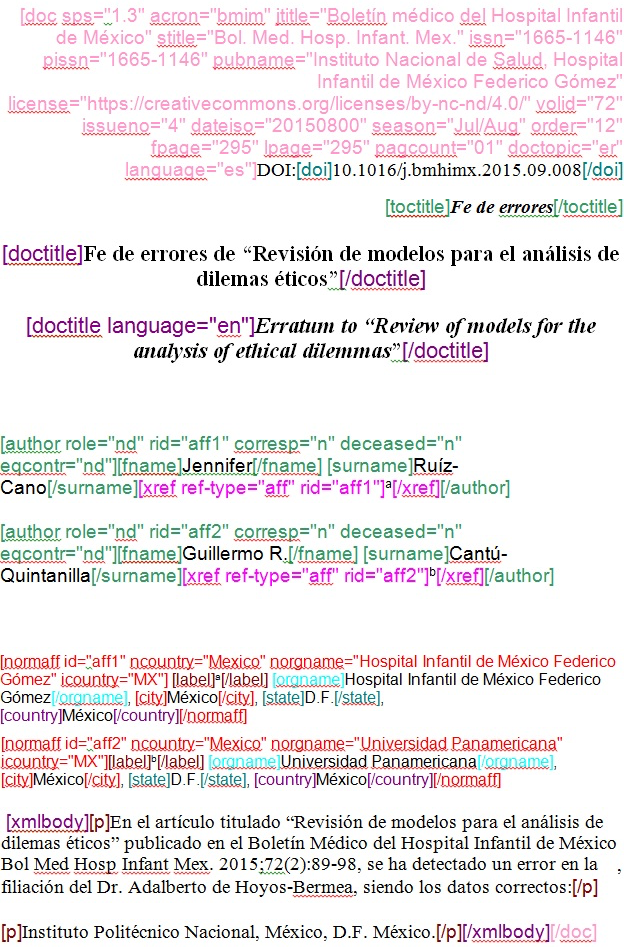 [doc sps="1.3" acron="bmim" jtitle="Boletín médico del Hospital Infantil
de México" stitle="Bol. Med. Hosp. Infant. Mex." issn="1665-1146"
pissn="1665-1146" pubname="Instituto Nacional de Salud, Hospital
Infantil de México Federico Gómez"
license="https://creativecommons.org/licenses/by-nc-nd/4.0/" volid="72"
issueno="4" dateiso="20150800" season="Jul/Aug" order="12"
fpage="295" lpage="295" pagcount="01" doctopic="er"
language="es"]DOI:[doi]10.1016/j.bmhimx.2015.09.008[/doi]
[toctitle]Fe de errores[/toctitle]
[doctitle]Fe de errores de “Revisión de modelos para el análisis de
dilemas éticos”[/doctitle]
[doctitle language="en"]Erratum to “Review of models for the
analysis of ethical dilemmas”[/doctitle]
[author role="nd" rid="aff1" corresp="n" deceased="n"
eqcontr="nd"][fname]Jennifer[/fname] [surname]Ruíz-
Cano[/surname][xref ref-type="aff" rid="aff1"]a[/xref][/author]
[author role="nd" rid="aff2" corresp="n" deceased="n"
eqcontr="nd"][fname]Guillermo R.[/fname] [surname]Cantú-
Quintanilla[/surname][xref ref-type="aff" rid="aff2"]b[/xref][/author]
[normaff id="aff1" ncountry="Mexico" norgname="Hospital Infantil de México Federico
Gómez" icountry="MX"] [label]a[/label] [orgname]Hospital Infantil de México Federico
Gómez[/orgname], [city]México[/city], [state]D.F.[/state],
[country]México[/country][/normaff]
[normaff id="aff2" ncountry="Mexico" norgname="Universidad Panamericana"
icountry="MX"][label]b[/label] [orgname]Universidad Panamericana[/orgname],
[city]México[/city], [state]D.F.[/state], [country]México[/country][/normaff]
[xmlbody][p]En el artículo titulado “Revisión de modelos para el análisis de
dilemas éticos” publicado en el Boletín Médico del Hospital Infantil de México
Bol Med Hosp Infant Mex. 2015;72(2):89-98, se ha detectado un error en la ,
filiación del Dr. Adalberto de Hoyos-Bermea, siendo los datos correctos:[/p]
[p]Instituto Politécnico Nacional, México, D.F. México.[/p][/xmlbody][/doc]